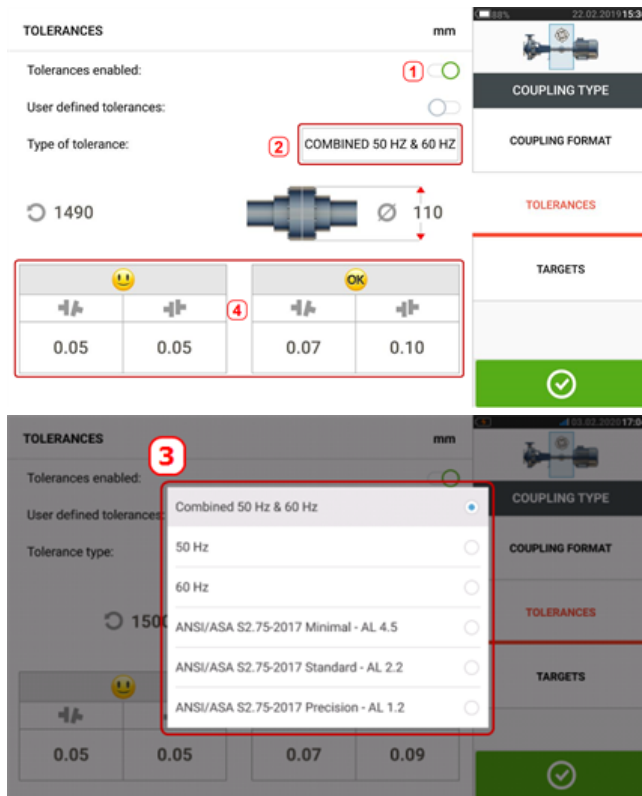 88% 22.02.2019 15:3
TOLERANCES mm
Tolerances enabled: 1
User defined tolerances:
Type of tolerance: 2 COMBINED 50 HZ & 60 HZ
1490 Ø 110
OK
4
0.05 0.05 0.07 0.10
COUPLING TYPE
COUPLING FORMAT
TOLERANCES
TARGETS
03.02.2020 17:0
TOLERANCES mm
3
Tolerances enabled:
User defined tolerances:
Tolerance type:
1500
Combined 50 Hz & 60 Hz
50 Hz
60 Hz
ANSI/ASA S2.75-2017 Minimal - AL 4.5
ANSI/ASA S2.75-2017 Standard - AL 2.2
ANSI/ASA S2.75-2017 Precision - AL 1.2
0.05 0.05 0.07 0.09
COUPLING TYPE
COUPLING FORMAT
TOLERANCES
TARGETS